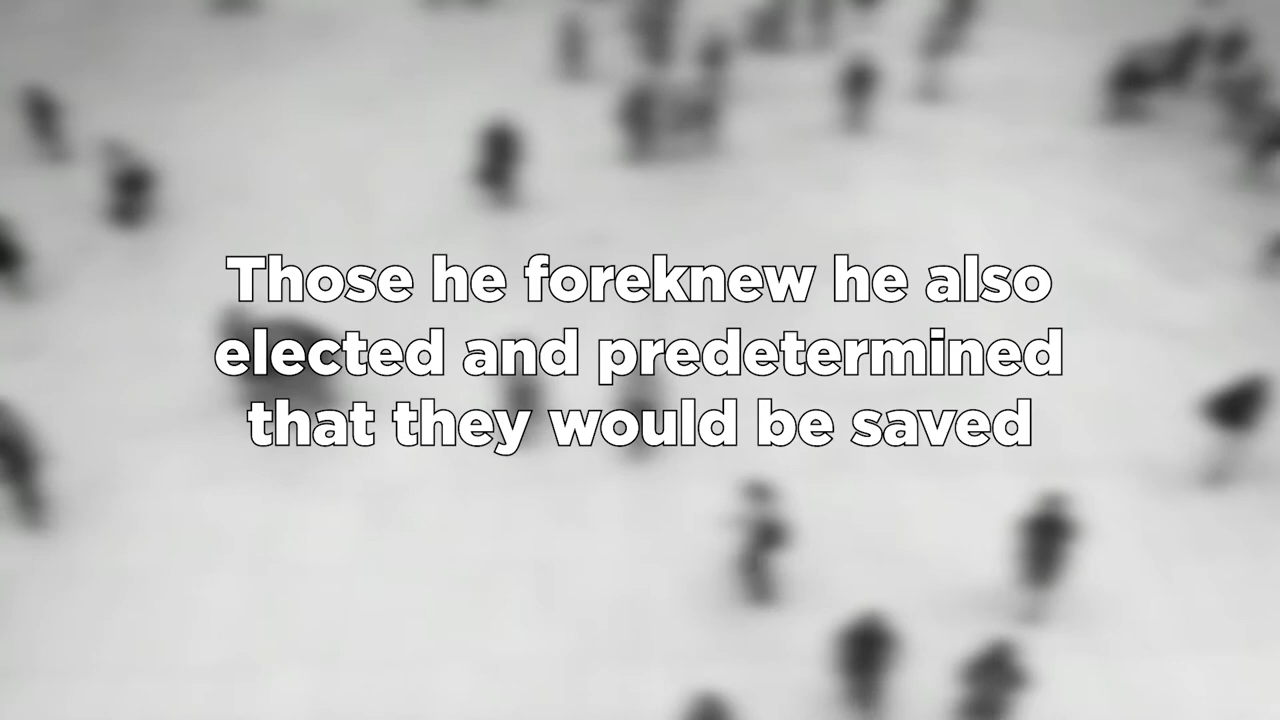 Those he foreknew he also
elected and predetermined
that they would be saved